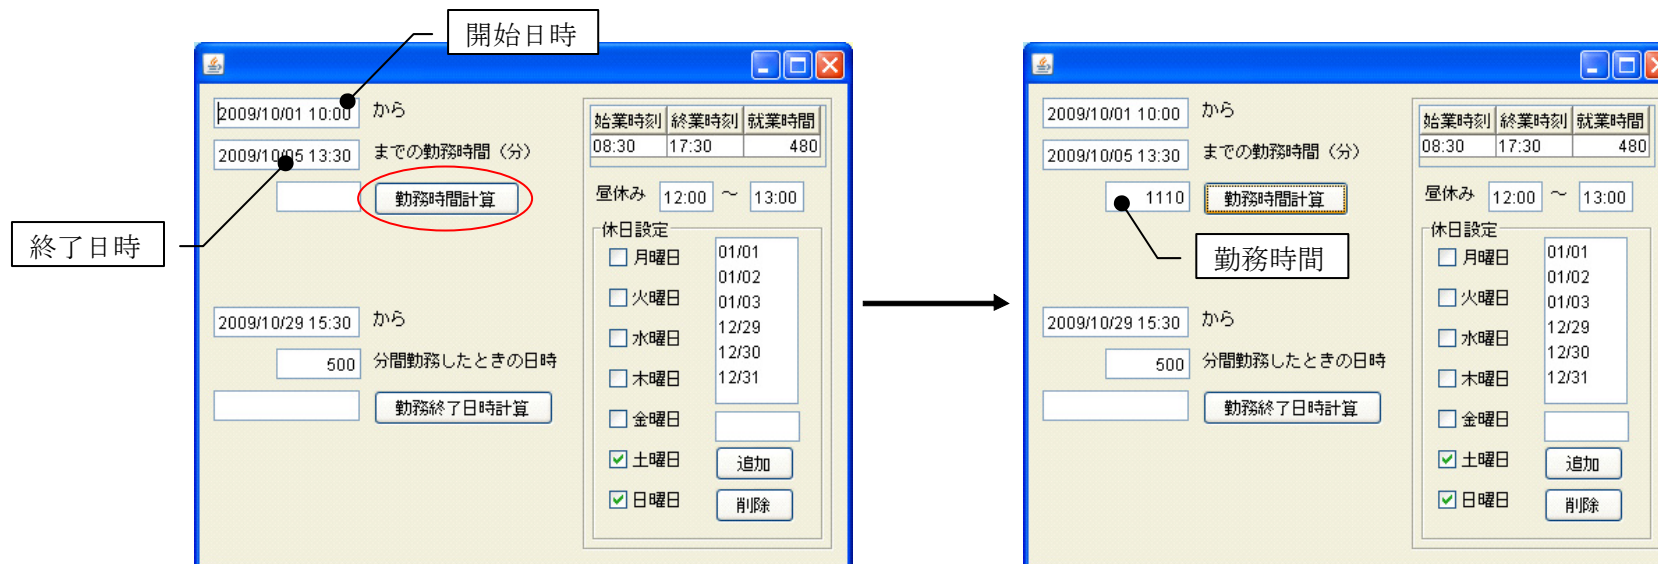 開始日時
終了日時
2009/10/01 10:00 から
2009/10/05 13:30 までの勤務時間（分）
勤務時間計算
2009/10/29 15:30 から
500 分間勤務したときの日時
勤務終了日時計算
始業時刻 終業時刻 就業時間
08:30 17:30 480
昼休み 12:00 ～ 13:00
休日設定
月曜日
火曜日
水曜日
木曜日
金曜日
土曜日
日曜日
01/01
01/02
01/03
12/29
12/30
12/31
追加
削除
2009/10/01 10:00 から
2009/10/05 13:30 までの勤務時間（分）
1110 勤務時間計算
勤務時間
2009/10/29 15:30 から
500 分間勤務したときの日時
勤務終了日時計算
始業時刻 終業時刻 就業時間
08:30 17:30 480
昼休み 12:00 ～ 13:00
休日設定
月曜日
火曜日
水曜日
木曜日
金曜日
土曜日
日曜日
01/01
01/02
01/03
12/29
12/30
12/31
追加
削除